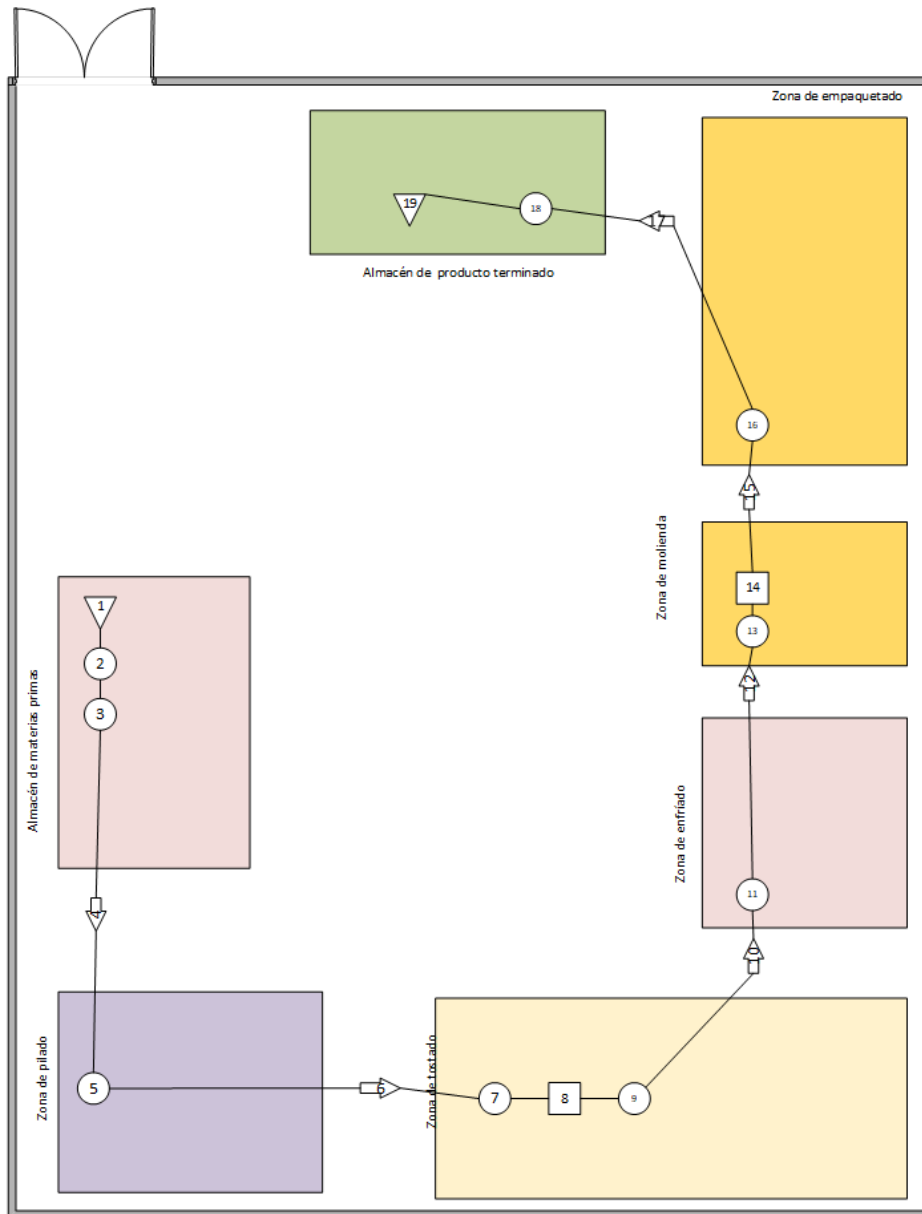 Zona de empaquetado
19
18
17
Almacén de producto terminado
16
15
Zona de molienda
14
13
12
1
2
3
Almacén de materias primas
Zona de enfríado
11
4
10
Zona de pilado
5
6
Zona de tostado
7
8
9